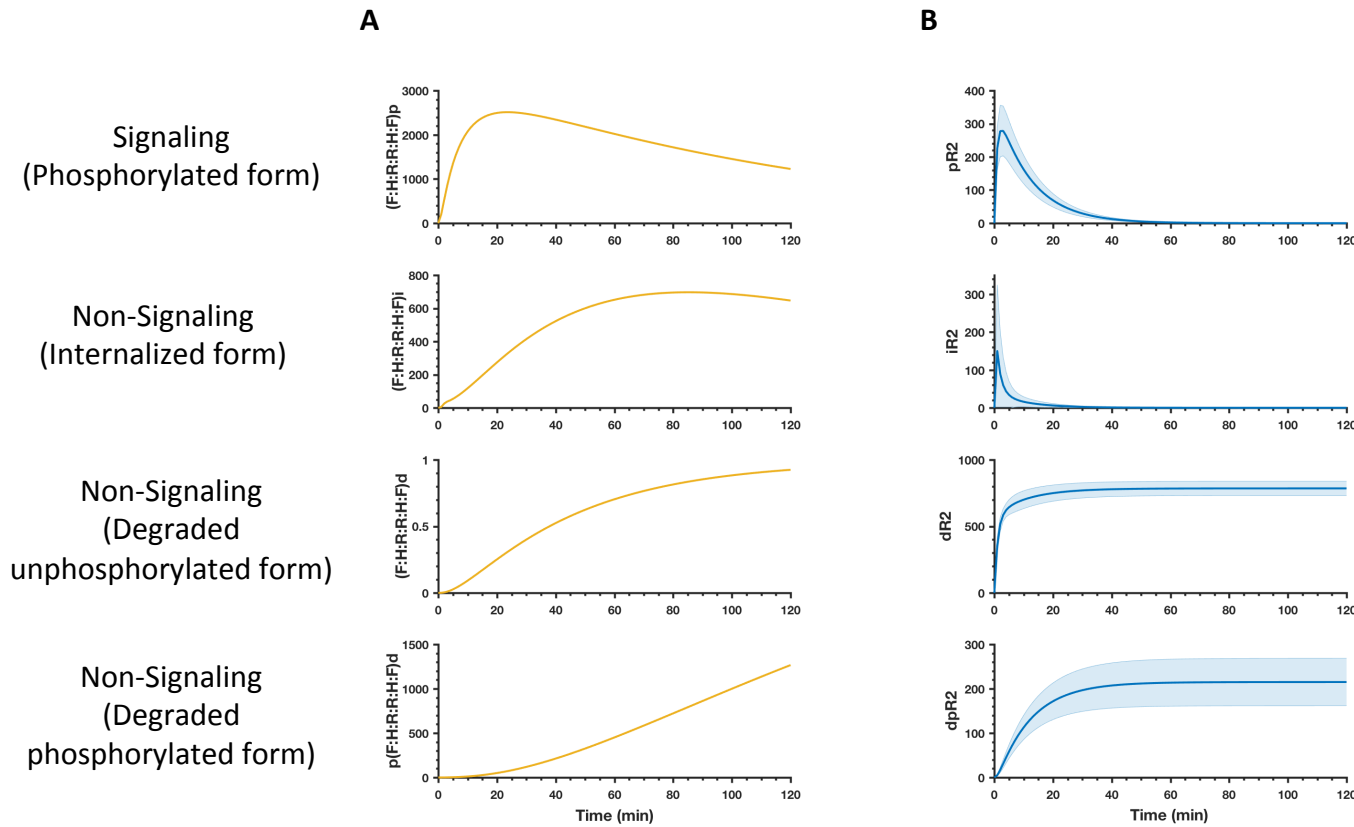 A
B
Signaling
(Phosphorylated form)
(F:H:R:R:H:F)p
3000
2000
1000
0
0 20 40 60 80 100 120
pR2
400
300
200
100
0
0 20 40 60 80 100 120
Non-Signaling
(Internalized form)
(F:H:R:R:H:F)i
800
600
400
200
0
0 20 40 60 80 100 120
iR2
300
200
100
0
0 20 40 60 80 100 120
Non-Signaling
(Degraded
unphosphorylated form)
(F:H:R:R:H:F)d
1
0.5
0
0 20 40 60 80 100 120
dR2
1000
500
0
0 20 40 60 80 100 120
Non-Signaling
(Degraded
phosphorylated form)
p(F:H:R:R:H:F)d
1500
1000
500
0
0 20 40 60 80 100 120
Time (min)
dpR2
300
200
100
0
0 20 40 60 80 100 120
Time (min)